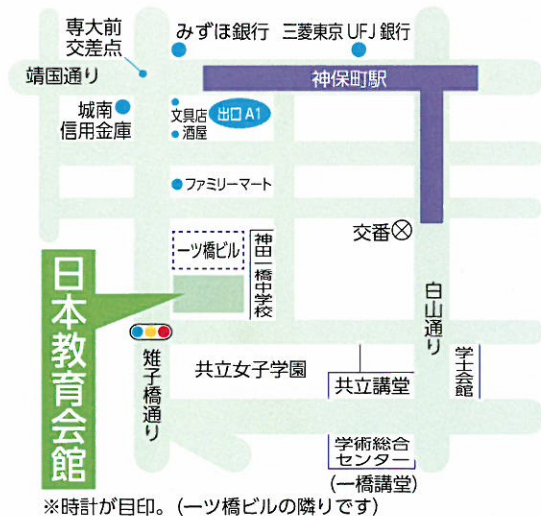 専大前
交差点
みずほ銀行
三菱東京UFJ銀行
靖国通り
神保町駅
城南
信用金庫
文具店
出口A1
酒屋
ファミリーマート
交番
一ツ橋ビル
神田一橋中学校
日本教育会館
白山通り
雉子橋通り
共立女子学園
共立講堂
学士会館
学術総合
センター
(一橋講堂)
※時計が目印。(一ツ橋ビルの隣りです)